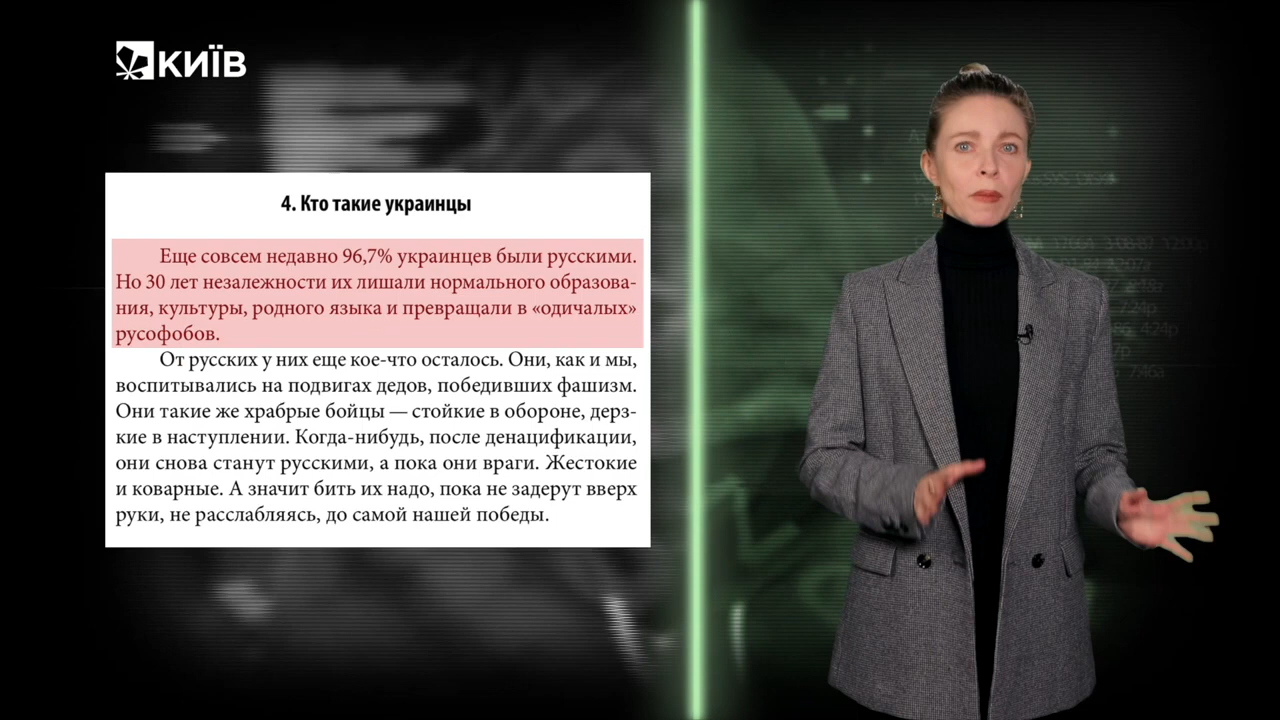 КИЇВ
4. Кто такие украинцы
Еще совсем недавно 96,7% украинцев были русскими.
Но 30 лет незалежности их лишали нормального образова-
ния, культуры, родного языка и превращали в «одичалых»
русофобов.
От русских у них еще кое-что осталось. Они, как и мы,
воспитывались на подвигах дедов, победивших фашизм.
Они такие же храбрые бойцы — стойкие в обороне, дерз-
кие в наступлении. Когда-нибудь, после денацификации,
они снова станут русскими, а пока они враги. Жестокие
и коварные. А значит бить их надо, пока не задерут вверх
руки, не расслабляясь, до самой нашей победы.